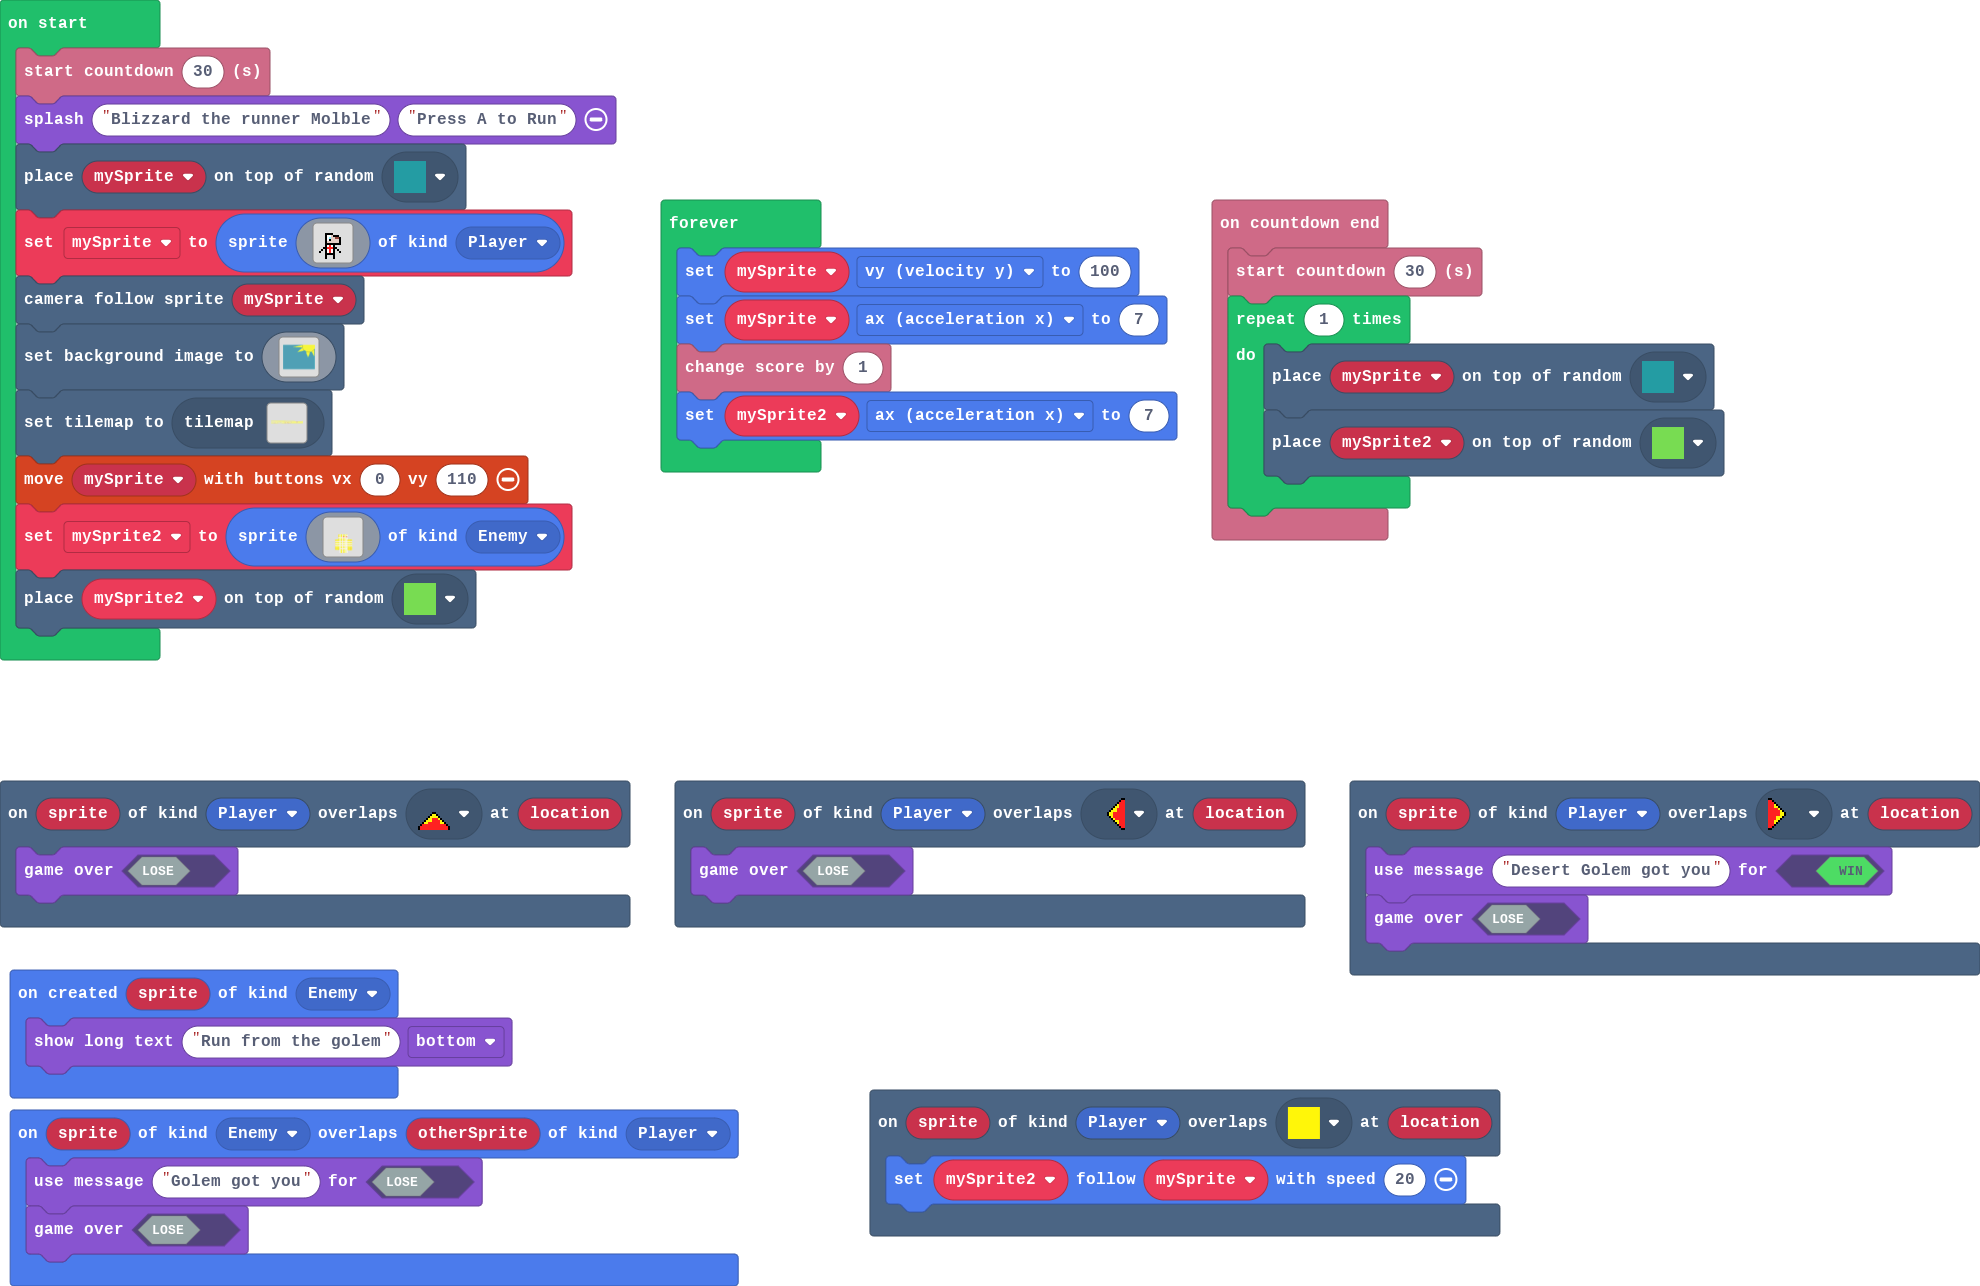 on start
start countdown 30 (s)
splash "Blizzard the runner Molble" "Press A to Run"
place mySprite on top of random
set mySprite to sprite of kind Player
camera follow sprite mySprite
set background image to
set tilemap to tilemap
move mySprite with buttons vx 0 vy 110
set mySprite2 to sprite of kind Enemy
place mySprite2 on top of random
forever
set mySprite vy (velocity y) to 100
set mySprite ax (acceleration x) to 7
change score by 1
set mySprite2 ax (acceleration x) to 7
on countdown end
start countdown 30 (s)
repeat 1 times
do
place mySprite on top of random
place mySprite2 on top of random
on sprite of kind Player overlaps at location
game over LOSE
on sprite of kind Player overlaps at location
game over LOSE
on sprite of kind Player overlaps at location
use message "Desert Golem got you" for WIN
game over LOSE
on created sprite of kind Enemy
show long text "Run from the golem" bottom
on sprite of kind Enemy overlaps otherSprite of kind Player
use message "Golem got you" for LOSE
game over LOSE
on sprite of kind Player overlaps at location
set mySprite2 follow mySprite with speed 20